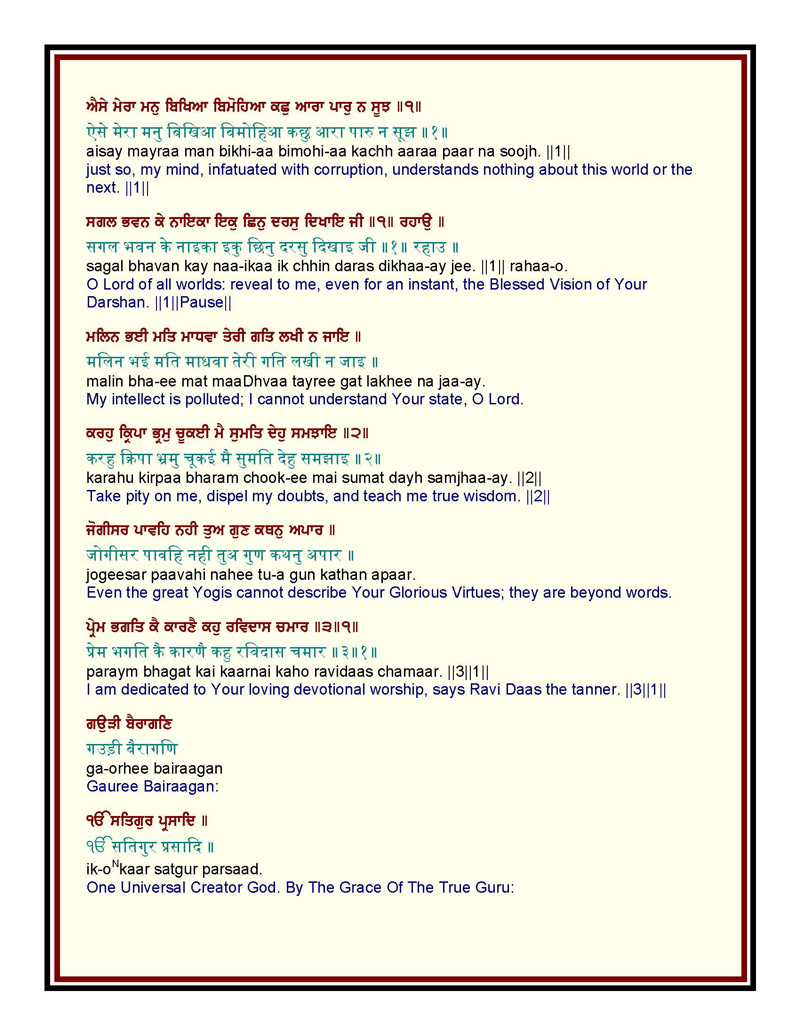 ਐਸੇ ਮੇਰਾ ਮਨੁ ਬਿਖਿਆ ਬਿਮੋਹਿਆ ਕਛੁ ਆਰਾ ਪਾਰੁ ਨ ਸੂਝ ॥੧॥
ऐसे मेरा मनु बिखिआ बिमोहिआ कछु आरा पारु न सूझ ॥१॥
aisay mayraa man bikhi-aa bimohi-aa kachh aaraa paar na soojh. ||1||
just so, my mind, infatuated with corruption, understands nothing about this world or the
next. ||1||
ਸਗਲ ਭਵਨ ਕੇ ਨਾਇਕਾ ਇਕੁ ਛਿਨੁ ਦਰਸੁ ਦਿਖਾਇ ਜੀ ॥੧॥ ਰਹਾਉ ॥
सगल भवन के नाइका इकु छिनु दरसु दिखाइ जी ॥१॥ रहाउ ॥
sagal bhavan kay naa-ikaa ik chhin daras dikhaa-ay jee. ||1|| rahaa-o.
O Lord of all worlds: reveal to me, even for an instant, the Blessed Vision of Your
Darshan. ||1||Pause||
ਮਲਿਨ ਭਈ ਮਤਿ ਮਾਧਵਾ ਤੇਰੀ ਗਤਿ ਲਖੀ ਨ ਜਾਇ ॥
मलिन भई मति माधवा तेरी गति लखी न जाइ ॥
malin bha-ee mat maaDhvaa tayree gat lakhee na jaa-ay.
My intellect is polluted; I cannot understand Your state, O Lord.
ਕਰਹੁ ਕ੍ਰਿਪਾ ਭ੍ਰਮੁ ਚੂਕਈ ਮੈ ਸੁਮਤਿ ਦੇਹੁ ਸਮਝਾਇ ॥੨॥
करहु क्रिपा भ्रमु चूकई मै सुमति देहु समझाइ ॥२॥
karahu kirpaa bharam chook-ee mai sumat dayh samjhaa-ay. ||2||
Take pity on me, dispel my doubts, and teach me true wisdom. ||2||
ਜੋਗੀਸਰ ਪਾਵਹਿ ਨਹੀ ਤੁਅ ਗੁਣ ਕਥਨੁ ਅਪਾਰ ॥
जोगीसर पावहि नही तुअ गुण कथनु अपार ॥
jogeesar paavahi nahee tu-a gun kathan apaar.
Even the great Yogis cannot describe Your Glorious Virtues; they are beyond words.
ਪ੍ਰੇਮ ਭਗਤਿ ਕੈ ਕਾਰਣੈ ਕਹੁ ਰਵਿਦਾਸ ਚਮਾਰ ॥੩॥੧॥
प्रेम भगति कै कारणै कहु रविदास चमार ॥३॥१॥
paraym bhagat kai kaarnai kaho ravidaas chamaar. ||3||1||
I am dedicated to Your loving devotional worship, says Ravi Daas the tanner. ||3||1||
ਗਉੜੀ ਬੈਰਾਗਣਿ
गउड़ी बैरागणि
ga-orhee bairaagan
Gauree Bairaagan:
ੴ ਸਤਿਗੁਰ ਪ੍ਰਸਾਦਿ ॥
ੴ सतिगुर प्रसादि ॥
ik-oNkaar satgur parsaad.
One Universal Creator God. By The Grace Of The True Guru: